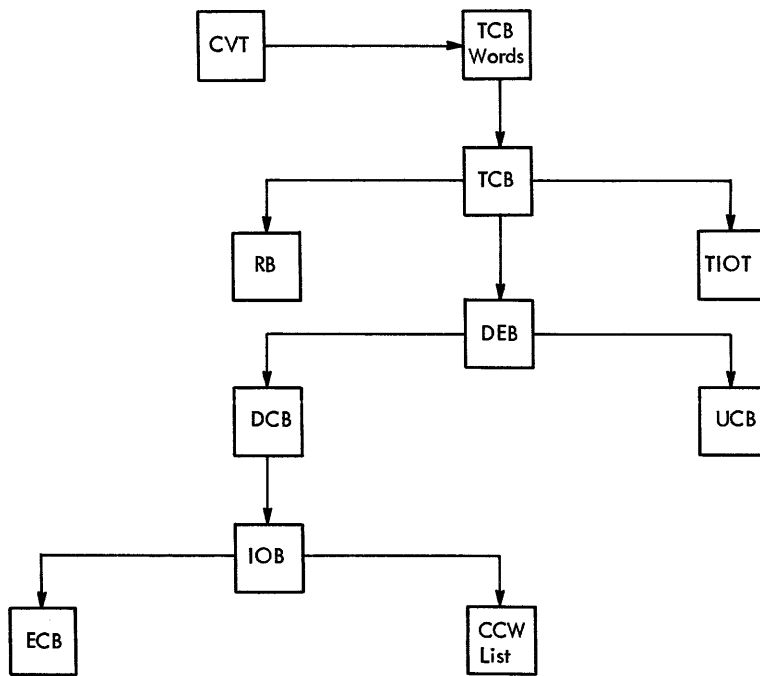 CVT
TCB
Words
TCB
RB
TIOT
DEB
DCB
UCB
IOB
ECB
CCW
List